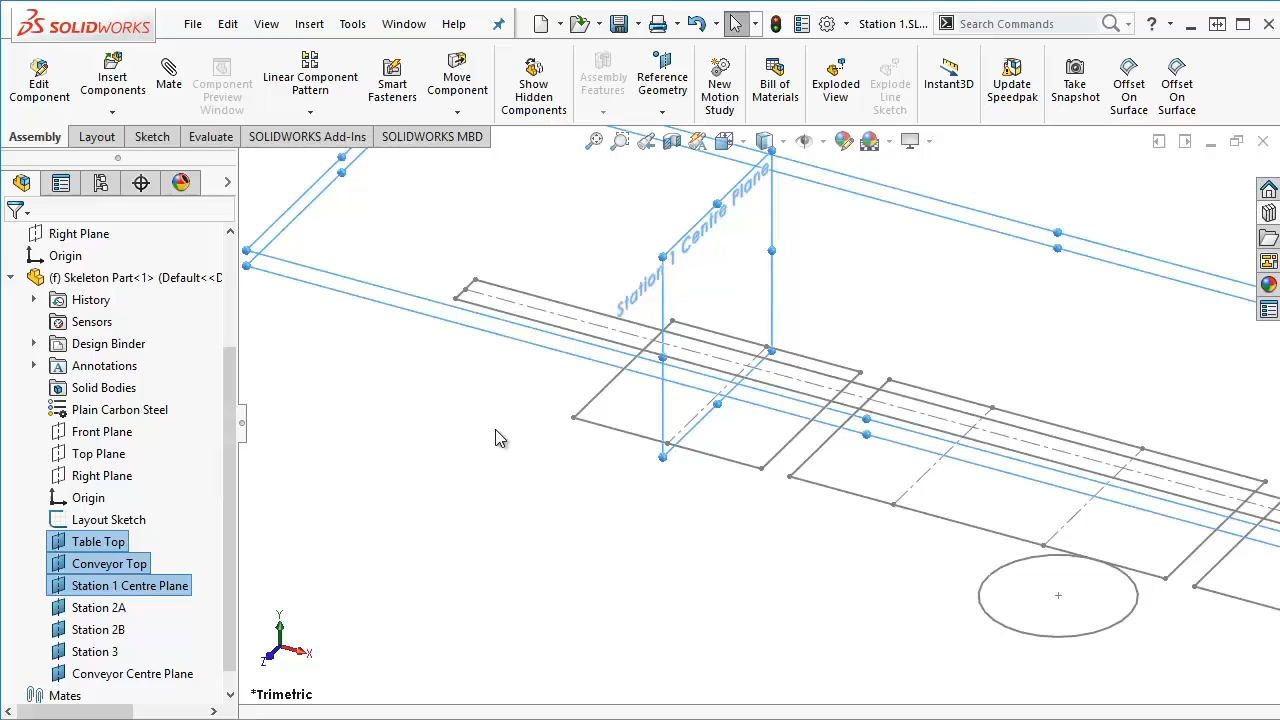 SOLIDWORKS
File Edit View Insert Tools Window Help
Station 1.SL...
Search Commands
?
Edit Component
Insert Components
Mate
Component Preview Window
Linear Component Pattern
Smart Fasteners
Move Component
Show Hidden Components
Assembly Features
Reference Geometry
New Motion Study
Bill of Materials
Exploded View
Explode Line Sketch
Instant3D
Update Speedpak
Take Snapshot
Offset On Surface
Offset On Surface
Assembly Layout Sketch Evaluate SOLIDWORKS Add-Ins SOLIDWORKS MBD
Right Plane
Origin
(f) Skeleton Part<1> (Default<<D
History
Sensors
Design Binder
Annotations
Solid Bodies
Plain Carbon Steel
Front Plane
Top Plane
Right Plane
Origin
Layout Sketch
Table Top
Conveyor Top
Station 1 Centre Plane
Station 2A
Station 2B
Station 3
Conveyor Centre Plane
Mates
Station 1 Centre Plane
Y
X
Z
*Trimetric